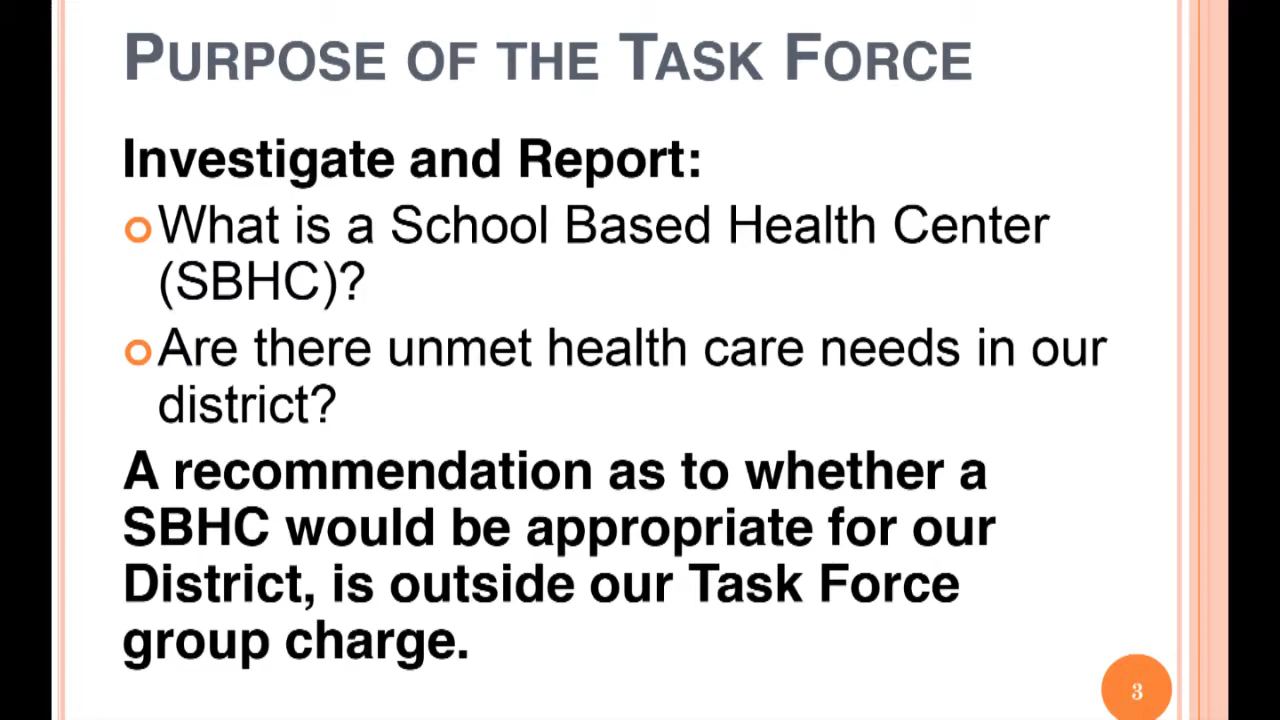 PURPOSE OF THE TASK FORCE
Investigate and Report:
What is a School Based Health Center
(SBHC)?
Are there unmet health care needs in our
district?
A recommendation as to whether a
SBHC would be appropriate for our
District, is outside our Task Force
group charge.
3